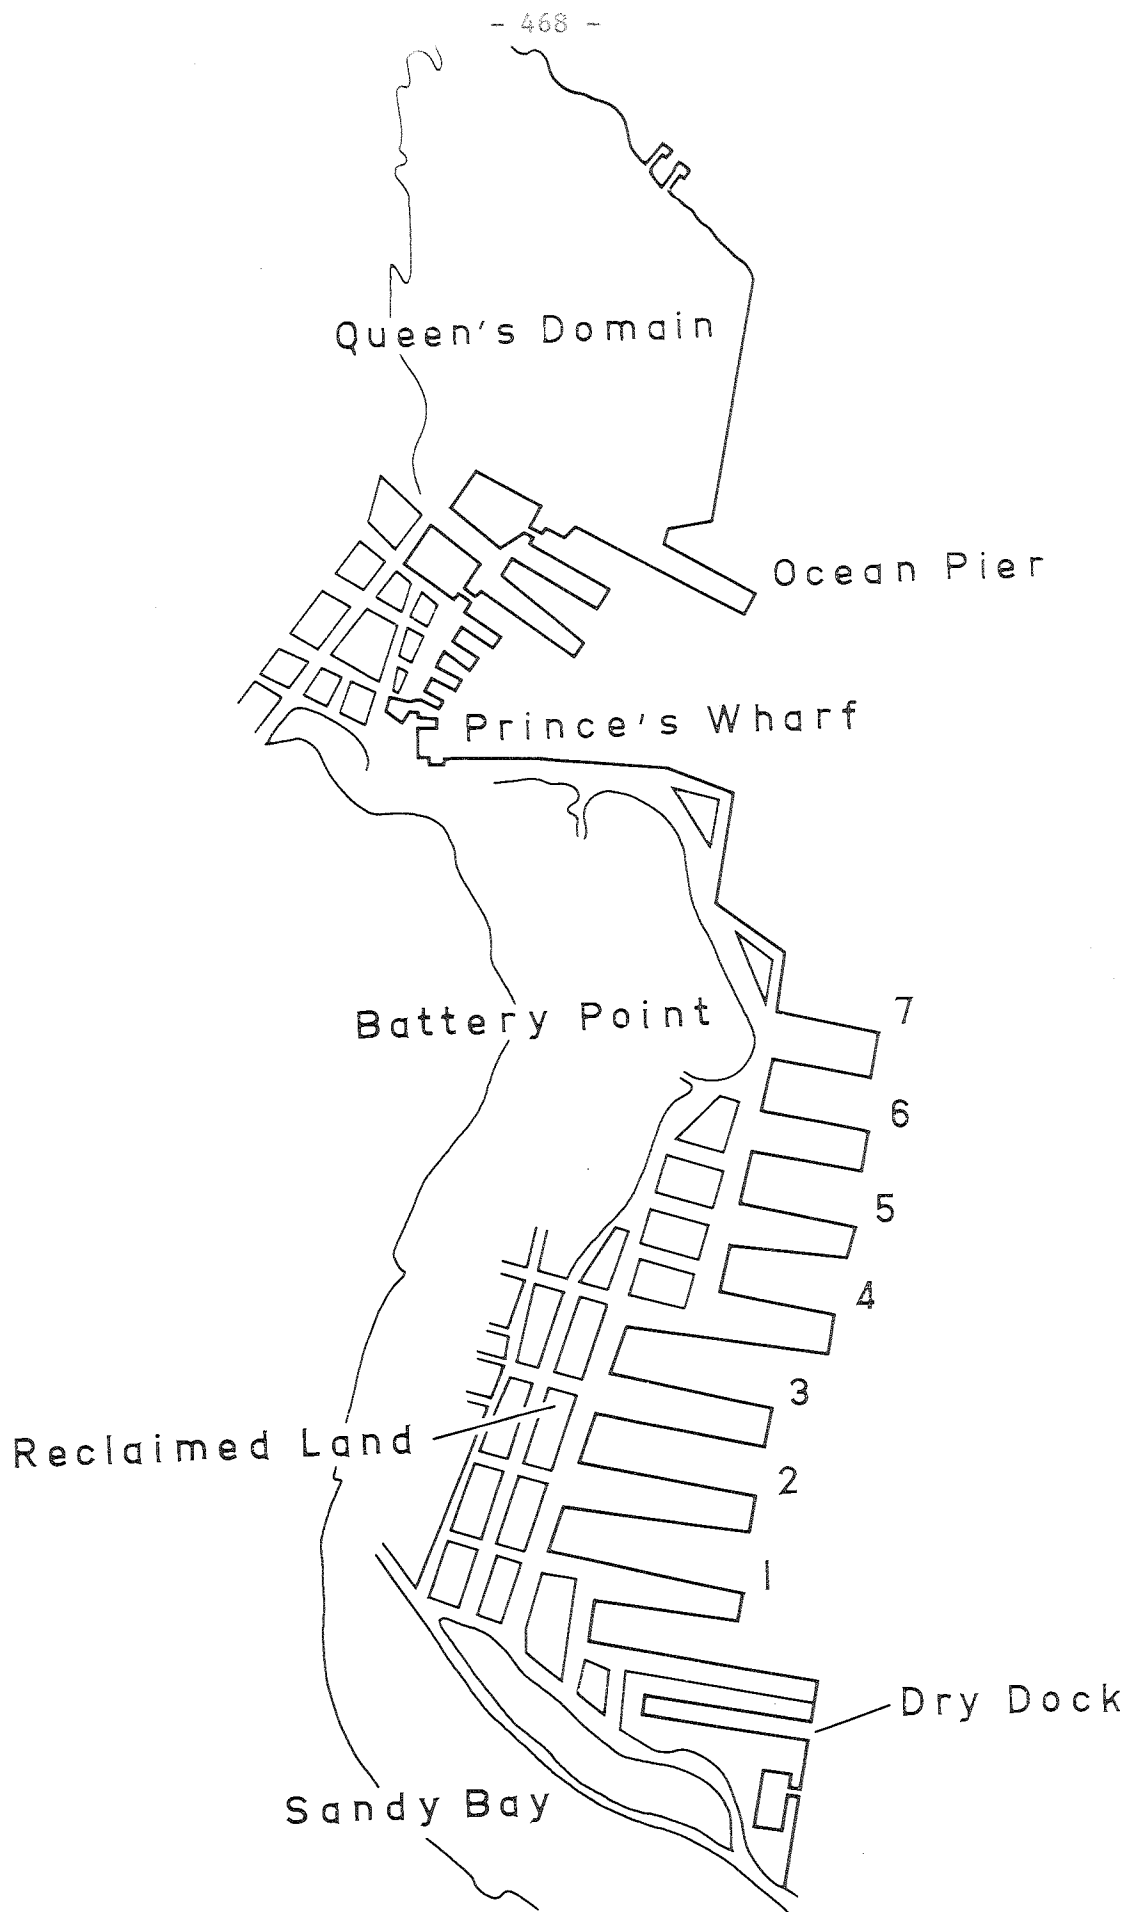 - 468 -
Queen's Domain
Ocean Pier
Prince's Wharf
7
Battery Point
6
5
4
3
Reclaimed Land
2
1
Dry Dock
Sandy Bay